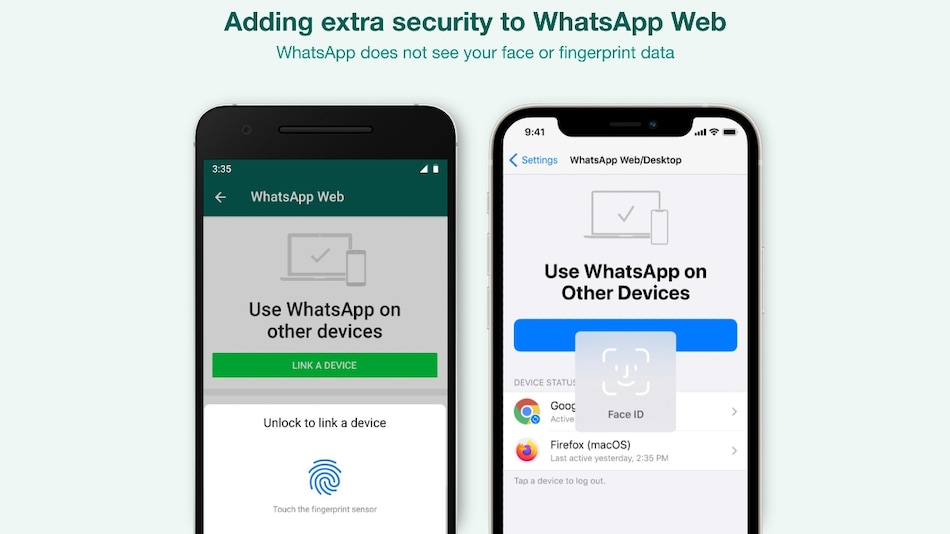 Adding extra security to WhatsApp Web
WhatsApp does not see your face or fingerprint data
3:35
WhatsApp Web
Use WhatsApp on
other devices
LINK A DEVICE
Unlock to link a device
Touch the fingerprint sensor
9:41
Settings
WhatsApp Web/Desktop
Use WhatsApp on
Other Devices
Face ID
DEVICE STATU
Goog
Active
Firefox (macOS)
Last active yesterday, 2:35 PM
Tap a device to log out.